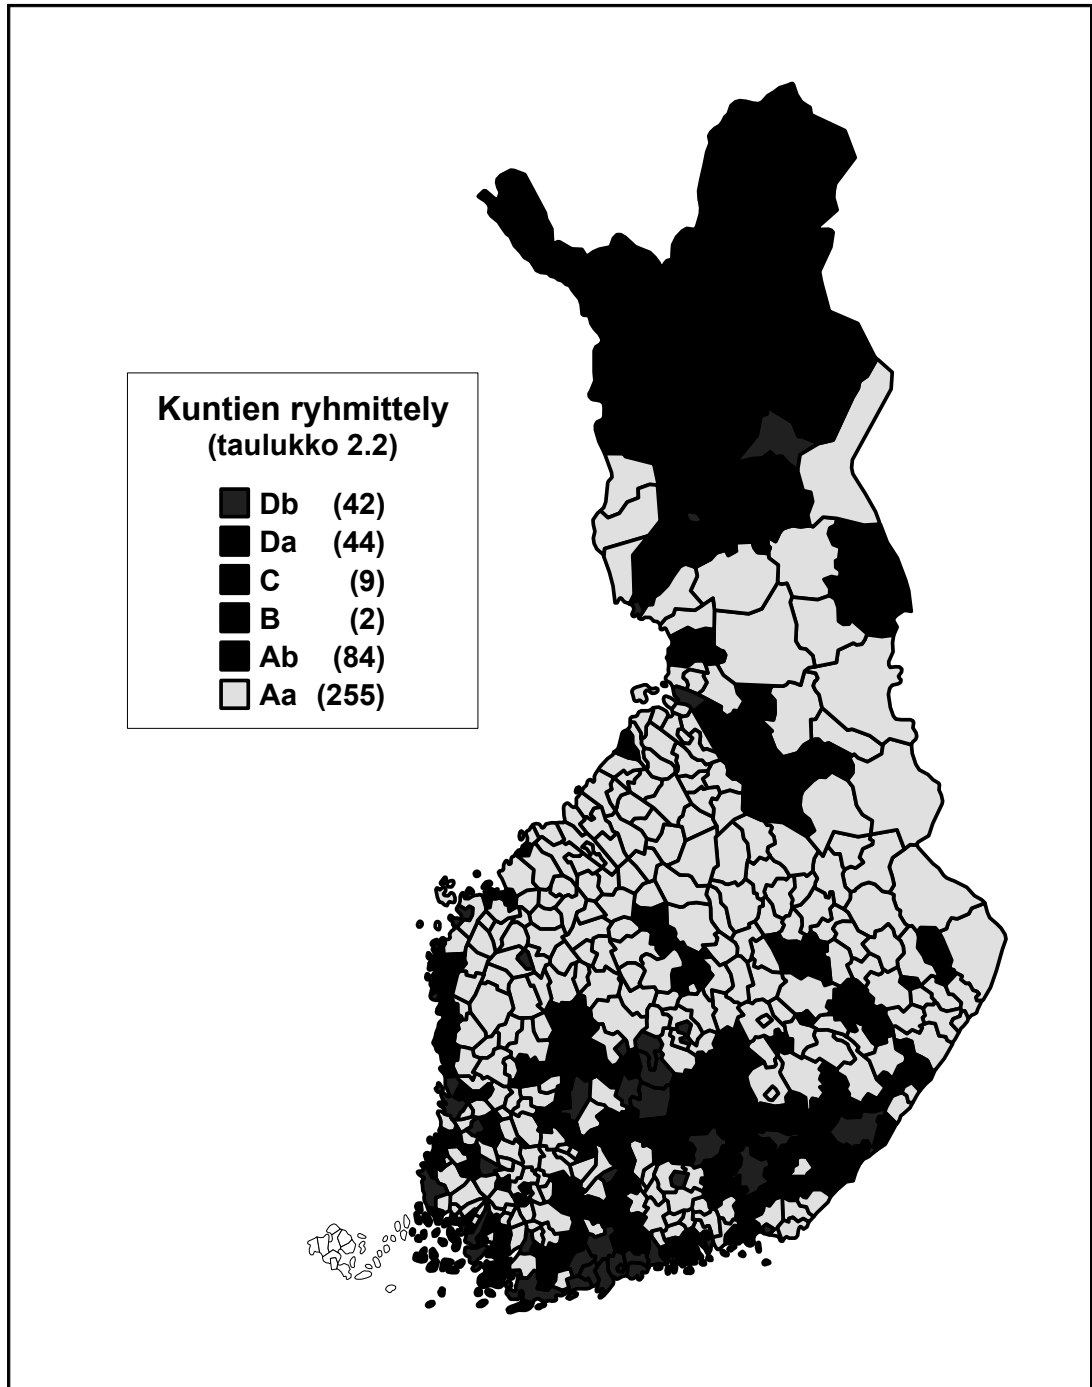 Kuntien ryhmittely
(taulukko 2.2)
Db (42)
Da (44)
C (9)
B (2)
Ab (84)
Aa (255)